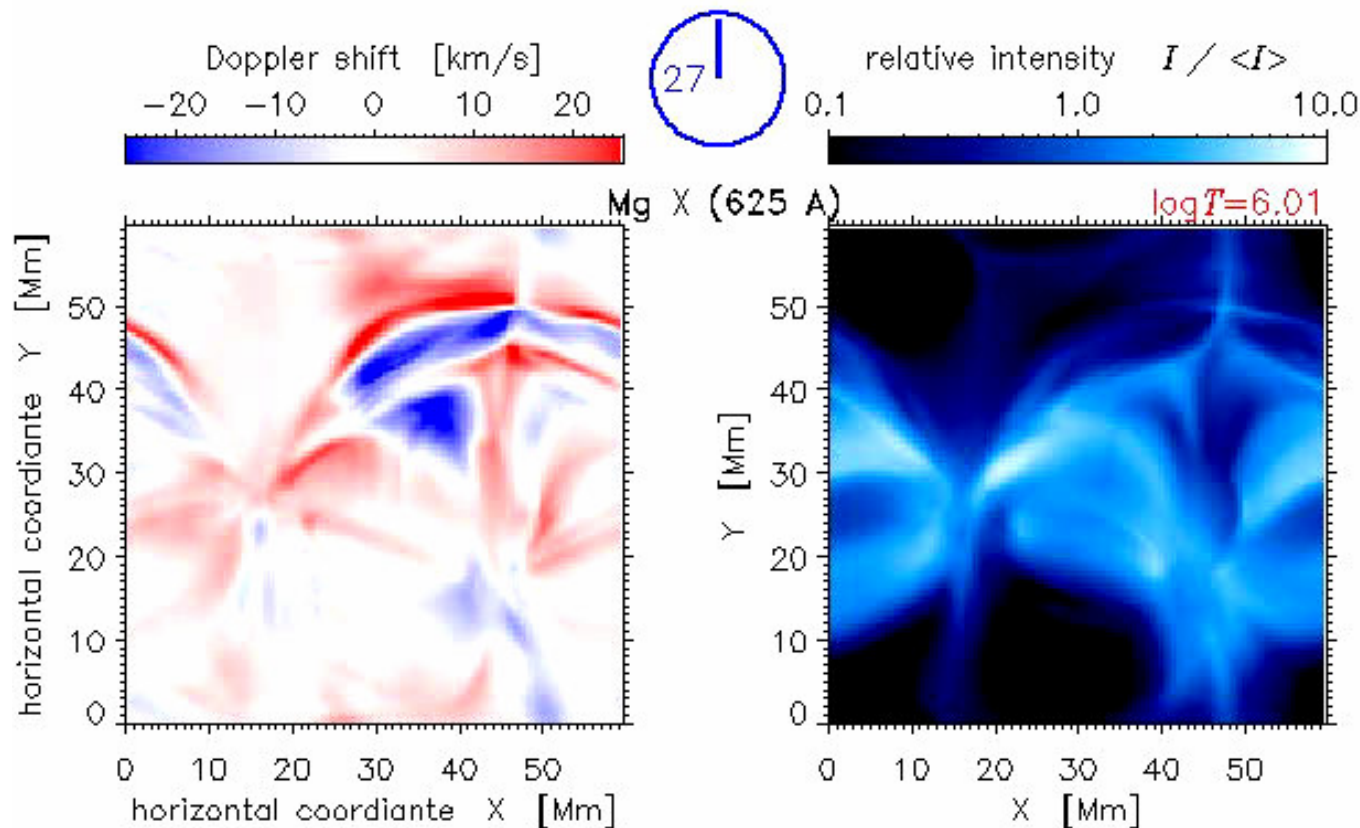 Doppler shift [km/s]
−20 −10 0 10 20
27
relative intensity I / <I>
0.1 1.0 10.0
Mg X (625 A)
logT=6.01
horizontal coordiante Y [Mm]
50
40
30
20
10
0
0 10 20 30 40 50
horizontal coordiante X [Mm]
Y [Mm]
50
40
30
20
10
0
0 10 20 30 40 50
X [Mm]